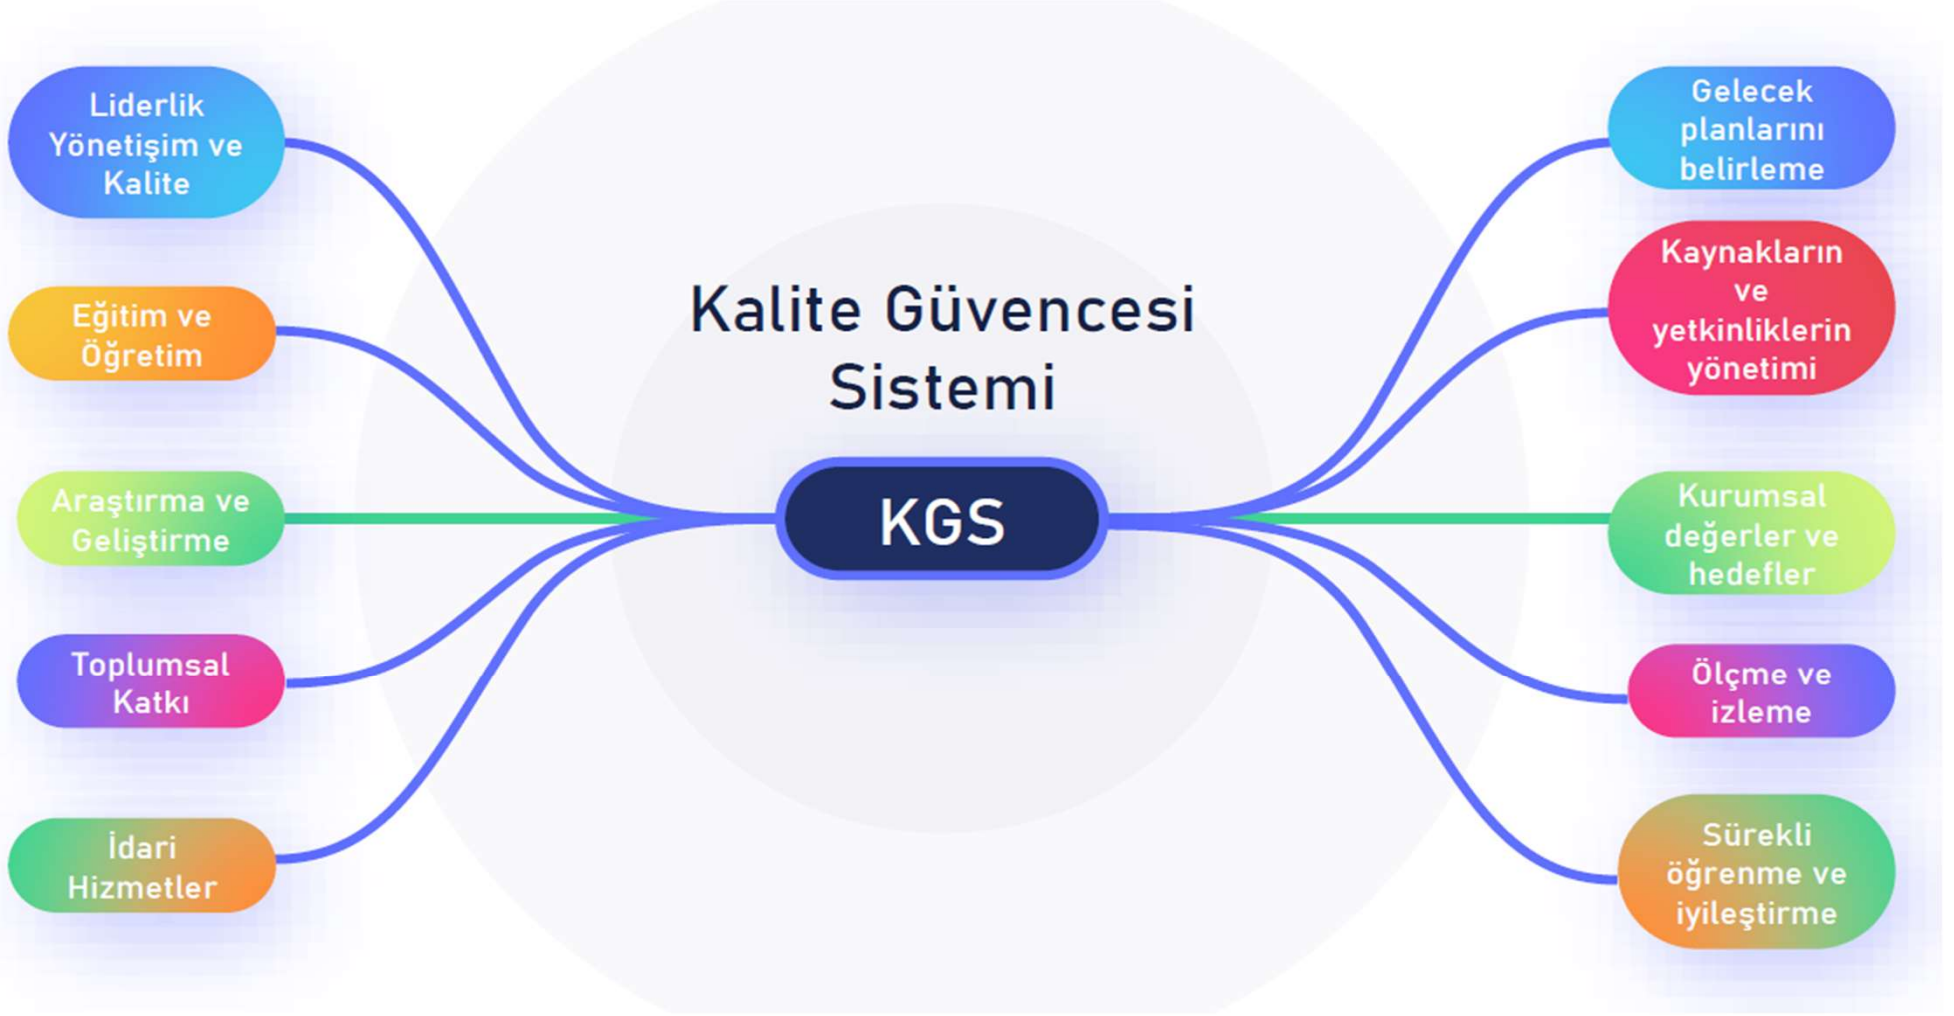 Liderlik
Yönetişim ve
Kalite
Eğitim ve
Öğretim
Araştırma ve
Geliştirme
Toplumsal
Katkı
İdari
Hizmetler
Kalite Güvencesi
Sistemi
KGS
Gelecek
planlarını
belirleme
Kaynakların
ve
yetkinliklerin
yönetimi
Kurumsal
değerler ve
hedefler
Ölçme ve
izleme
Sürekli
öğrenme ve
iyileştirme